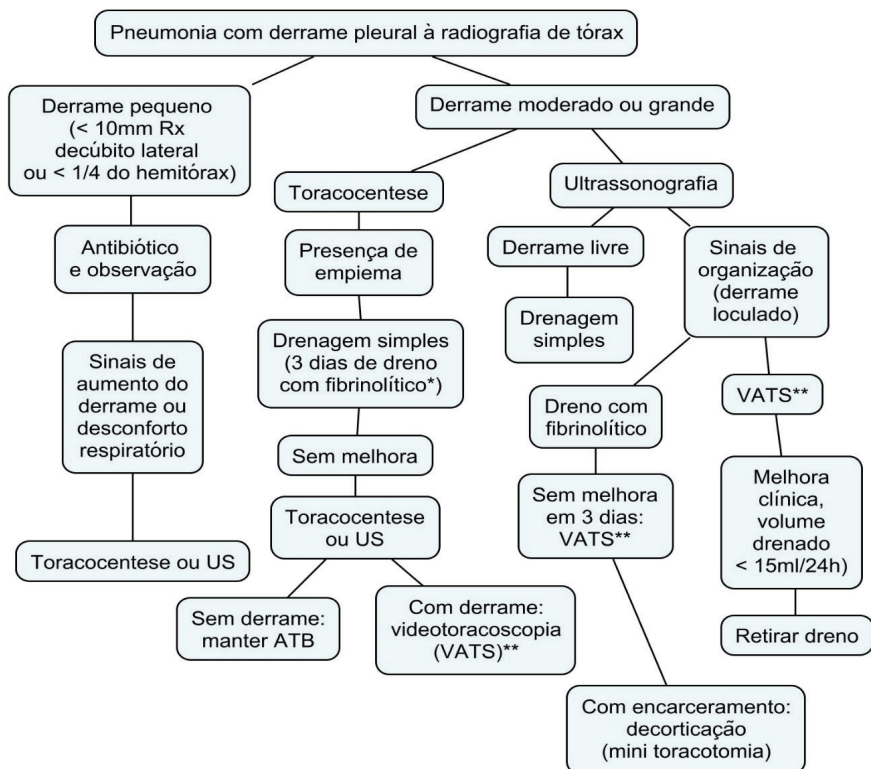 Pneumonia com derrame pleural à radiografia de tórax
Derrame pequeno
(< 10mm Rx
decúbito lateral
ou < 1/4 do hemitórax)
Antibiótico
e observação
Sinais de
aumento do
derrame ou
desconforto
respiratório
Toracocentese ou US
Derrame moderado ou grande
Toracocentese
Presença de
empiema
Drenagem simples
(3 dias de dreno
com fibrinolítico*)
Sem melhora
Toracocentese
ou US
Sem derrame:
manter ATB
Com derrame:
videotoracoscopia
(VATS)**
Ultrassonografia
Derrame livre
Drenagem
simples
Sinais de
organização
(derrame
loculado)
Dreno com
fibrinolítico
Sem melhora
em 3 dias:
VATS**
Com encarceramento:
decorticação
(mini toracotomia)
VATS**
Melhora
clínica,
volume
drenado
< 15ml/24h)
Retirar dreno